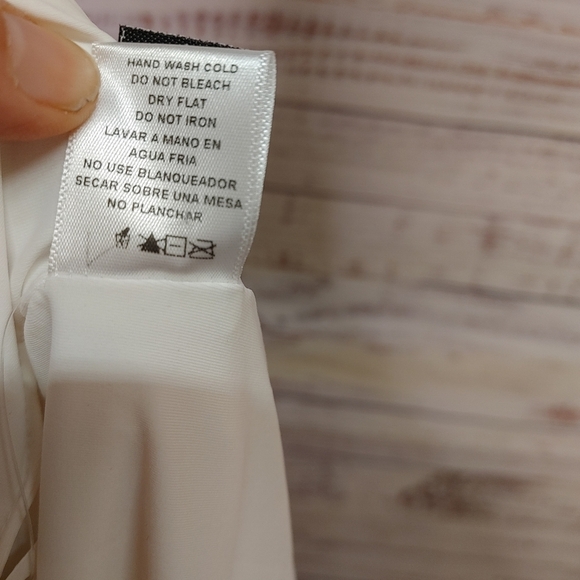 HAND WASH COLD
DO NOT BLEACH
DRY FLAT
DO NOT IRON
LAVAR A MANO EN
AGUA FRIA
NO USE BLANQUEADOR
SECAR SOBRE UNA MESA
NO PLANCHAR